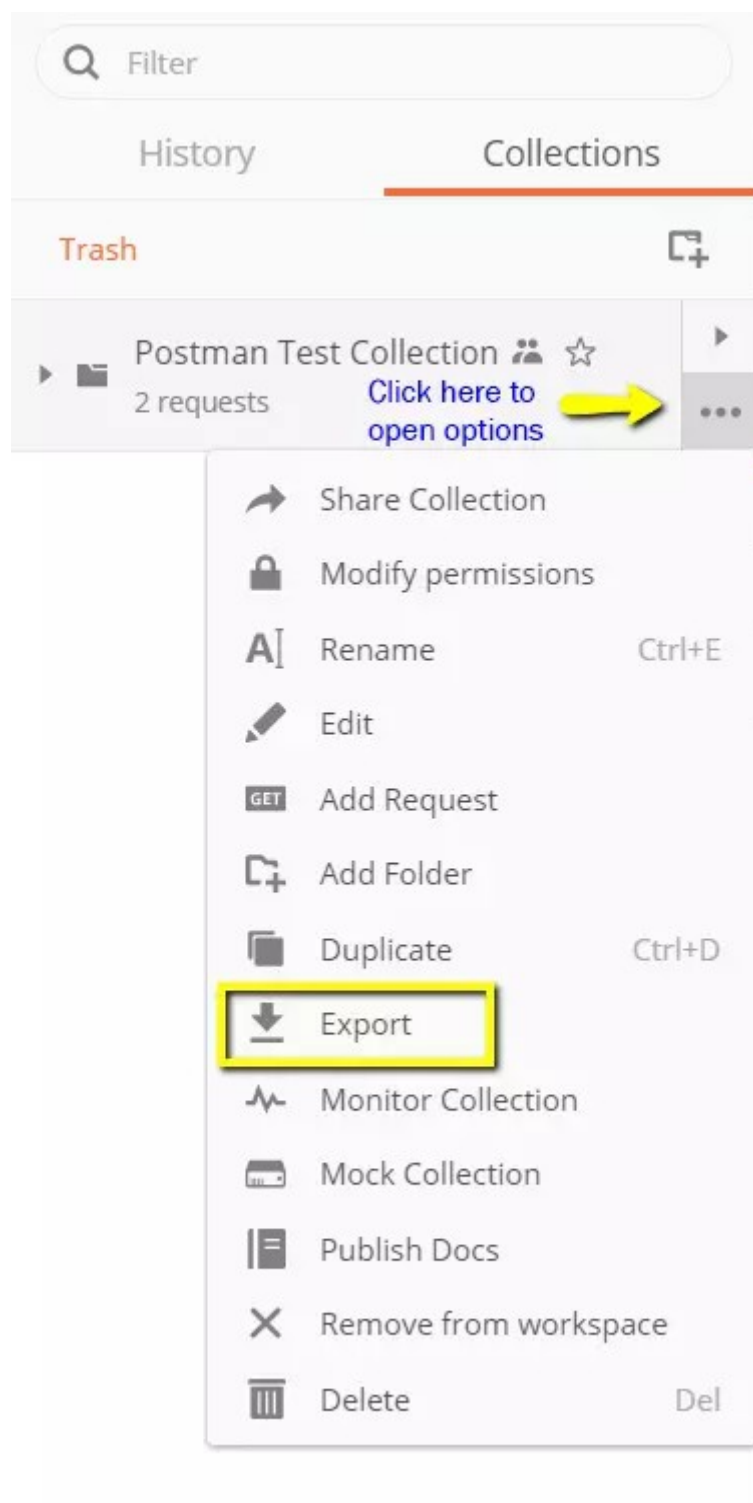 Filter
History Collections
Trash
Postman Test Collection
2 requests
Click here to
open options
Share Collection
Modify permissions
Rename Ctrl+E
Edit
GET Add Request
Add Folder
Duplicate Ctrl+D
Export
Monitor Collection
Mock Collection
Publish Docs
Remove from workspace
Delete Del